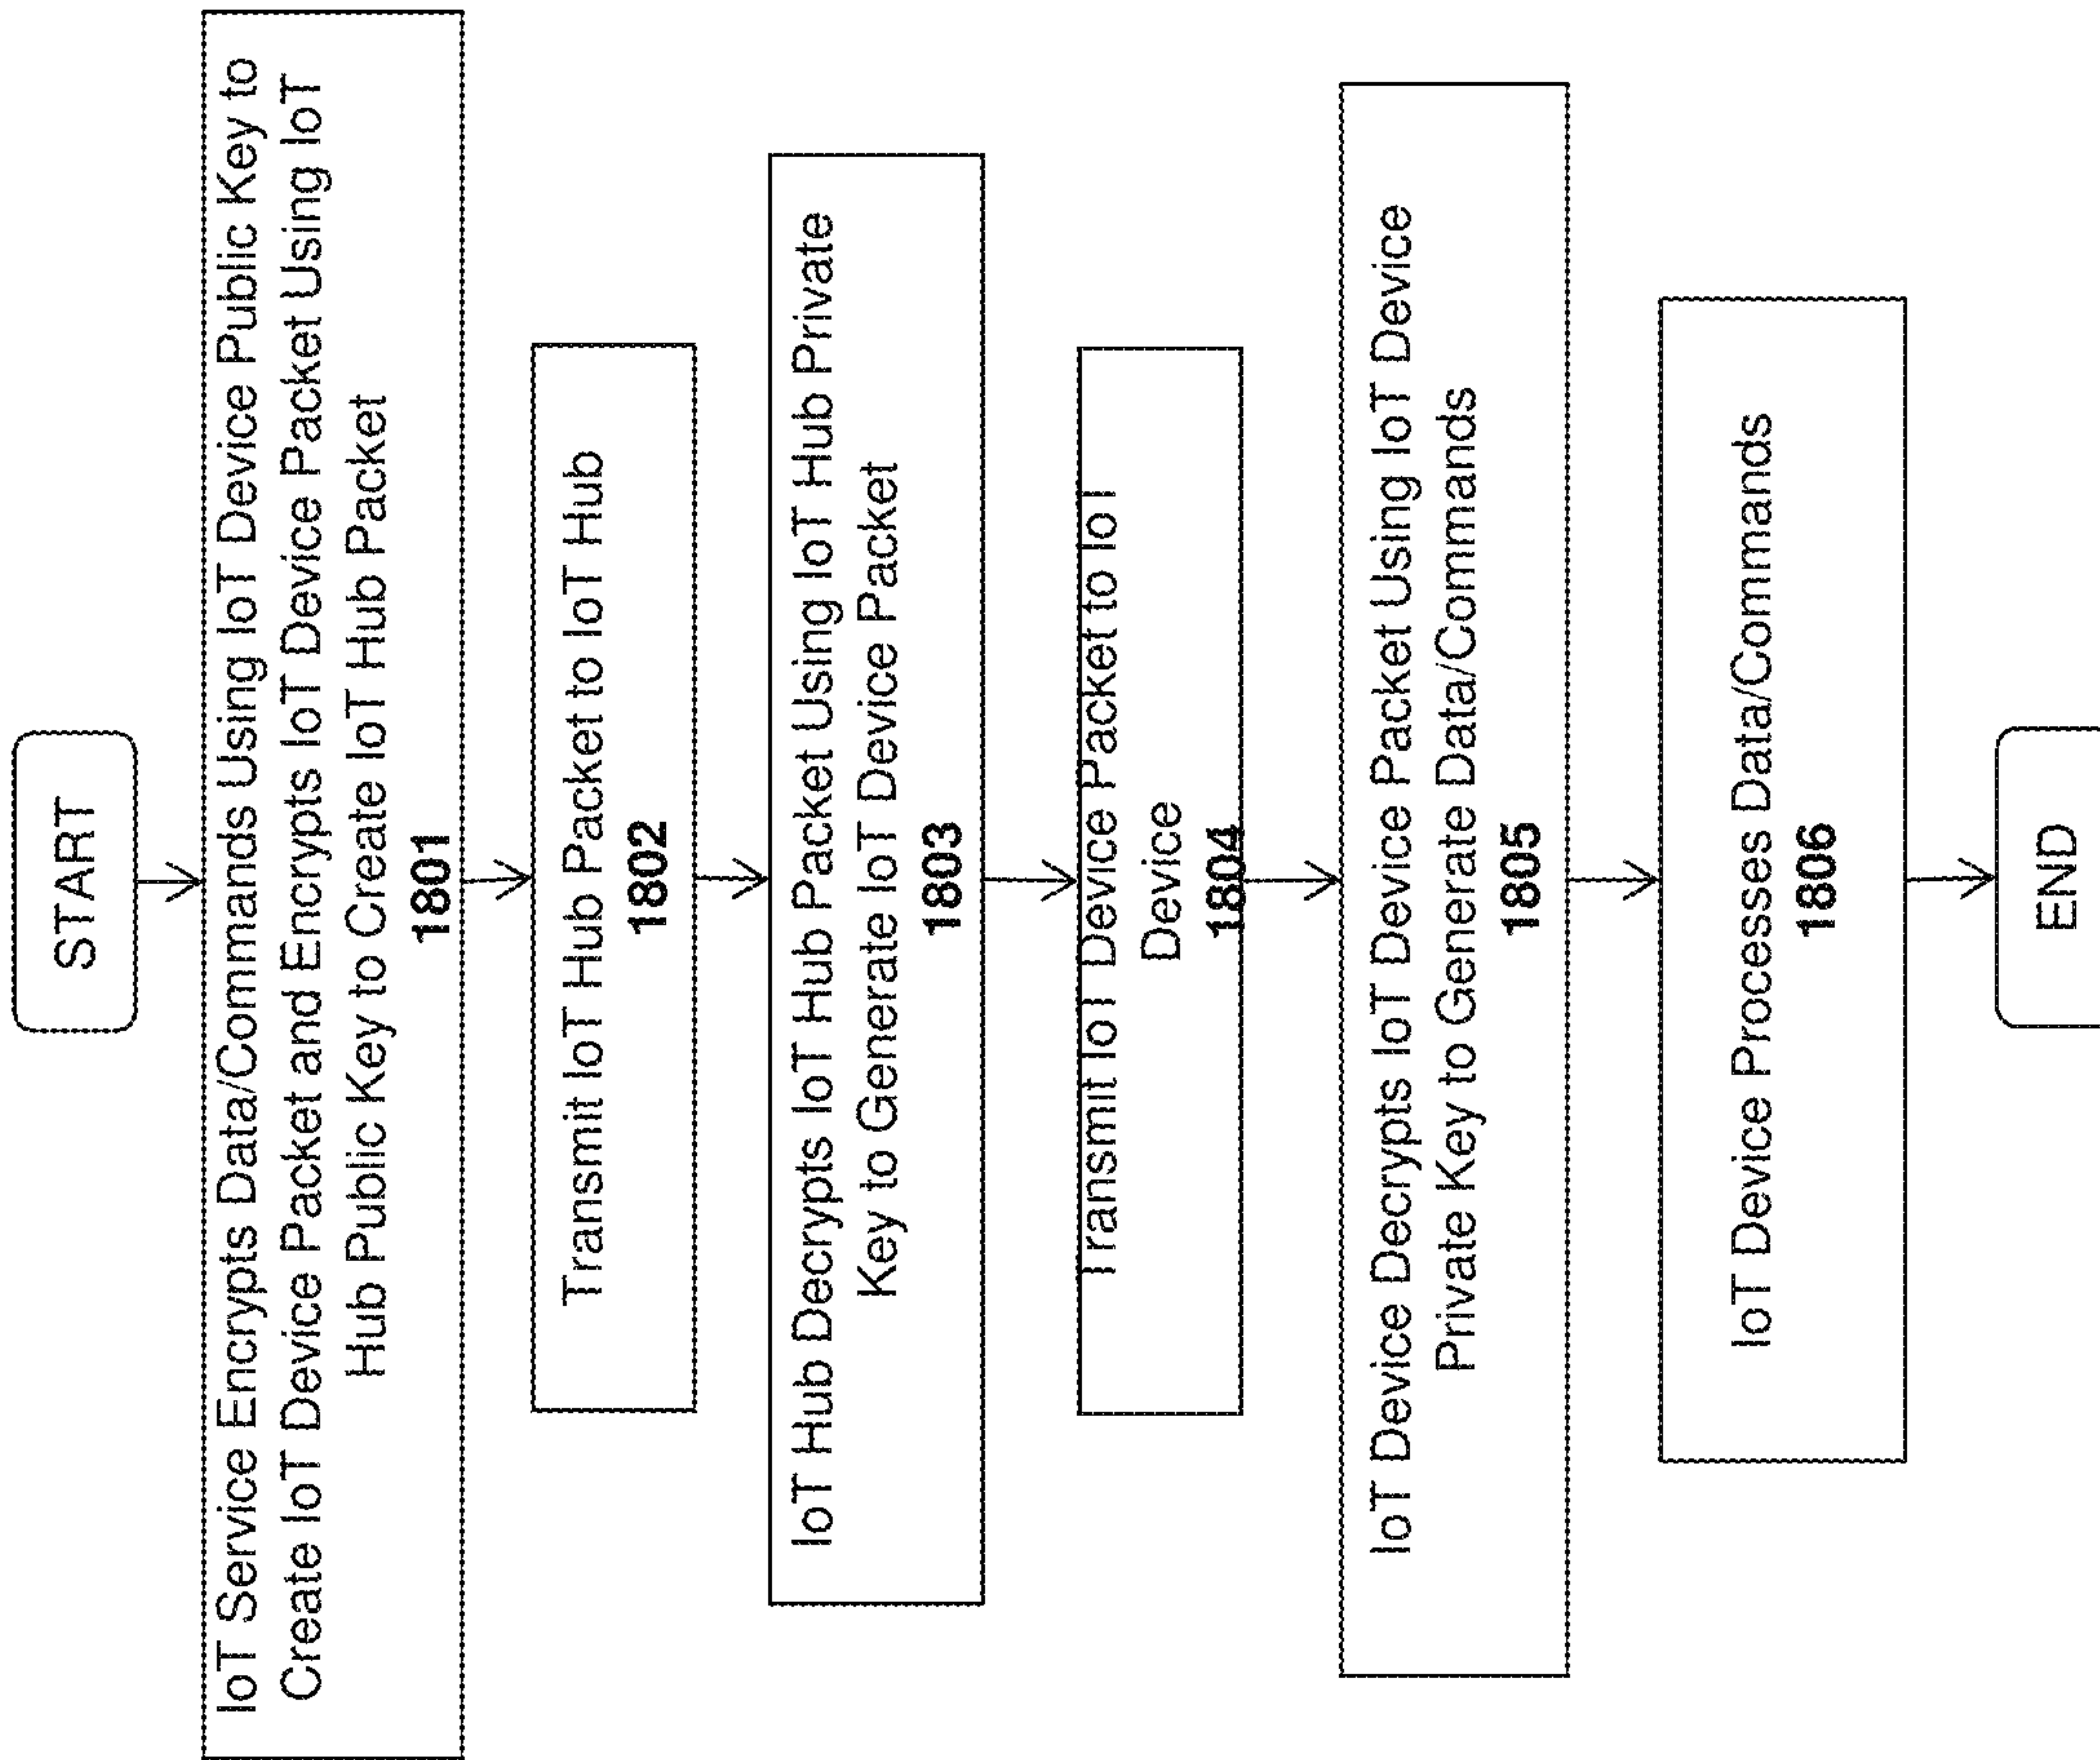 START
IoT Service Encrypts Data/Commands Using IoT Device Public Key to
Create IoT Device Packet and Encrypts IoT Device Packet Using IoT
Hub Public Key to Create IoT Hub Packet
1801
Transmit IoT Hub Packet to IoT Hub
1802
IoT Hub Decrypts IoT Hub Packet Using IoT Hub Private
Key to Generate IoT Device Packet
1803
Transmit IoT Device Packet to IoT
Device
1804
IoT Device Decrypts IoT Device Packet Using IoT Device
Private Key to Generate Data/Commands
1805
IoT Device Processes Data/Commands
1806
END